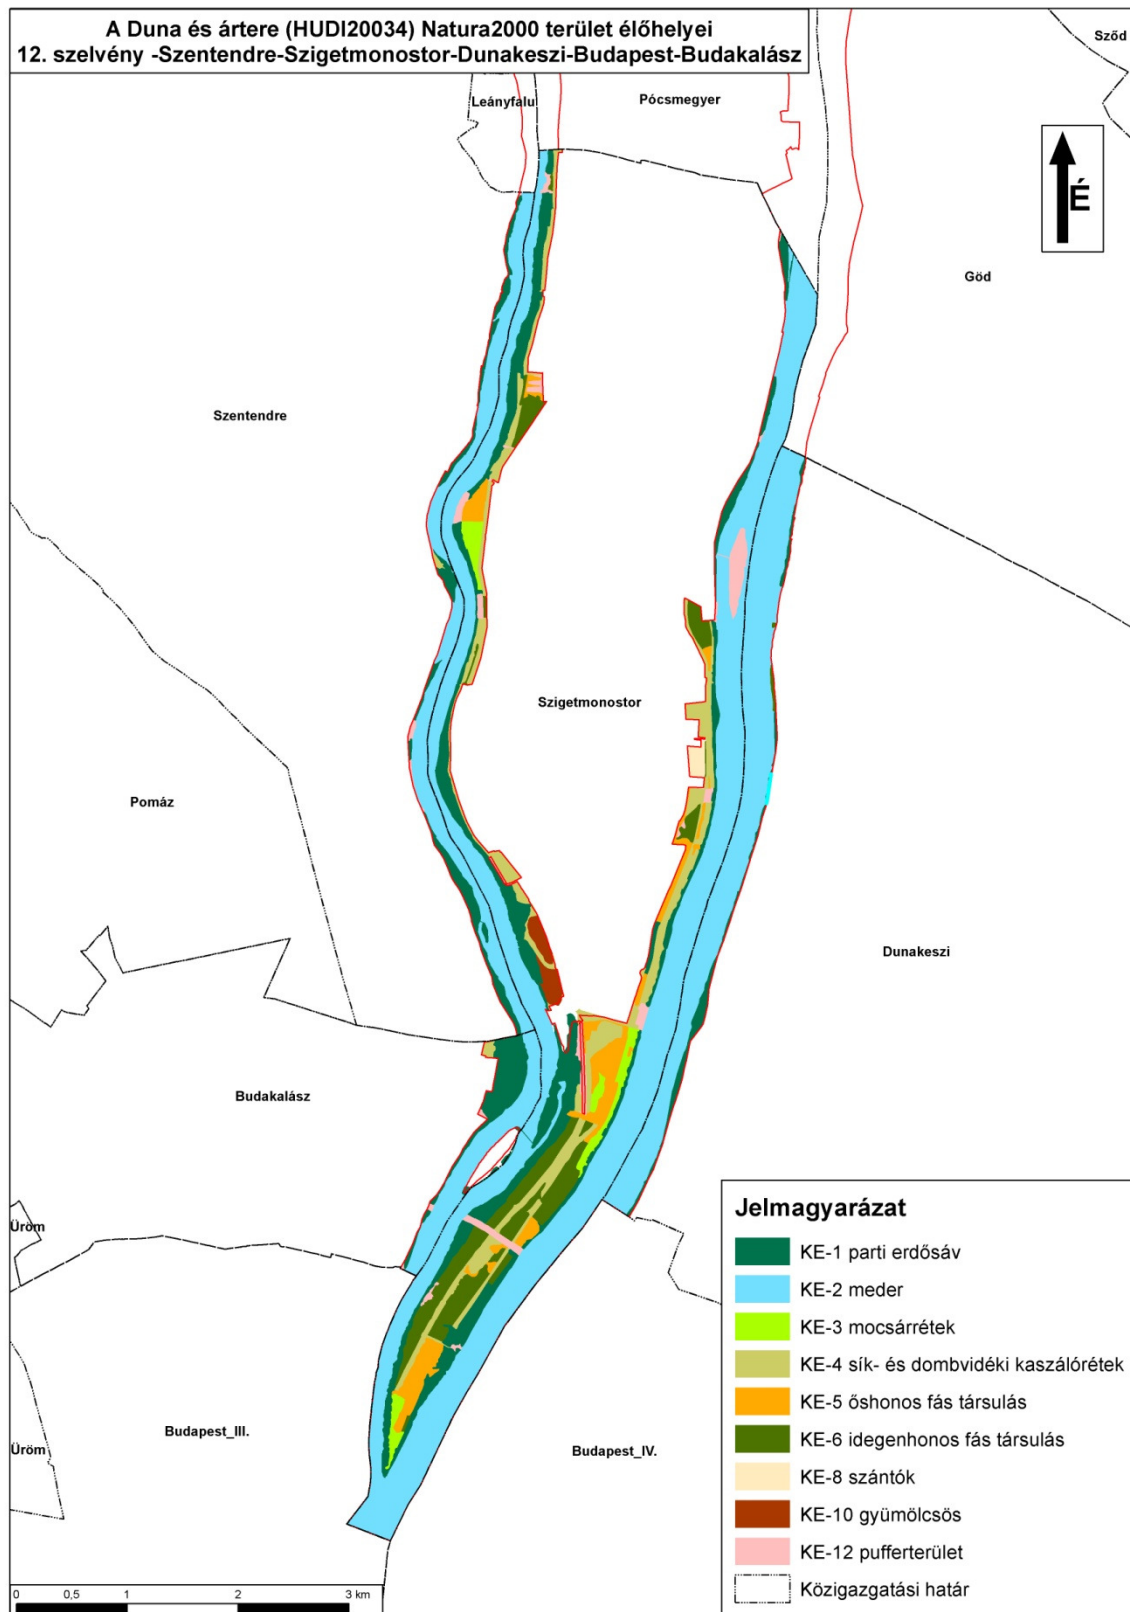 A Duna és ártere (HUDI20034) Natura2000 terület élőhelyei
12. szelvény -Szentendre-Szigetmonostor-Dunakeszi-Budapest-Budakalász
Sződ
Leányfalu
Pócsmegyer
É
Göd
Szentendre
Szigetmonostor
Pomáz
Dunakeszi
Budakalász
Üröm
Budapest_III.
Üröm
Budapest_IV.
Jelmagyarázat
KE-1 parti erdősáv
KE-2 meder
KE-3 mocsárrétek
KE-4 sík- és dombvidéki kaszálórétek
KE-5 őshonos fás társulás
KE-6 idegenhonos fás társulás
KE-8 szántók
KE-10 gyümölcsös
KE-12 pufferterület
Közigazgatási határ
0 0,5 1 2 3 km